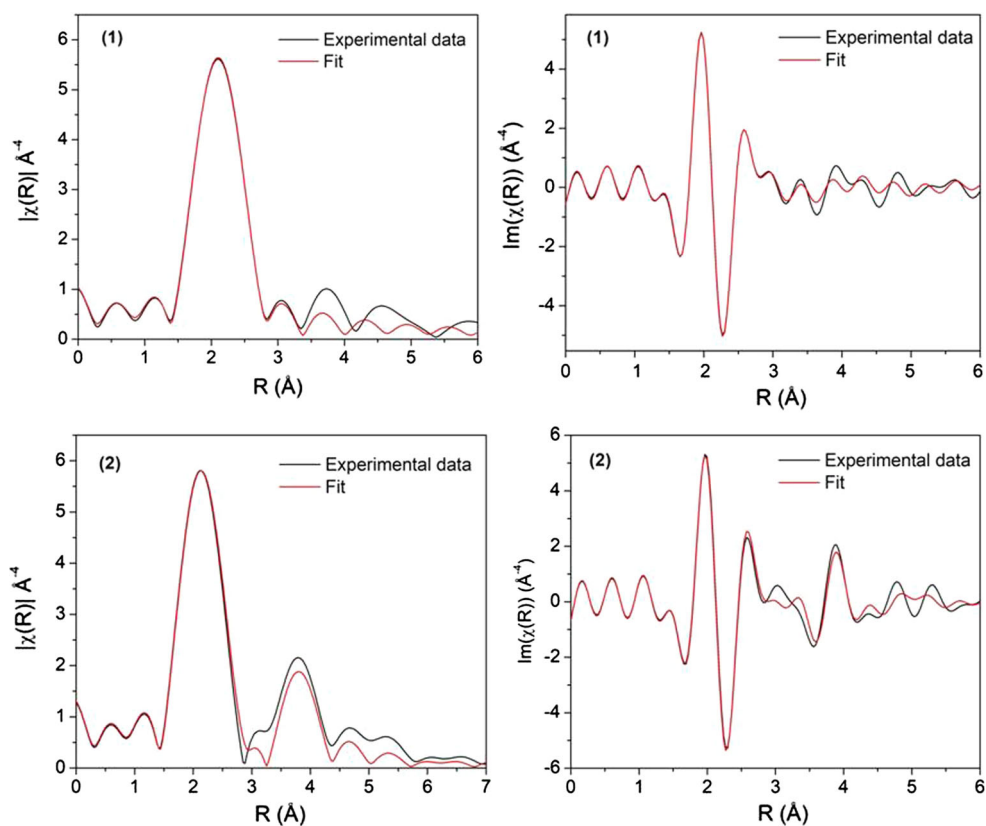 (1)
Experimental data
Fit
|χ(R)| Å⁻⁴
6
5
4
3
2
1
0
0 1 2 3 4 5 6
R (Å)
(1)
Experimental data
Fit
Im(χ(R)) (Å⁻⁴)
4
2
0
-2
-4
0 1 2 3 4 5 6
R (Å)
(2)
Experimental data
Fit
|χ(R)| Å⁻⁴
6
5
4
3
2
1
0
0 1 2 3 4 5 6 7
R (Å)
(2)
Experimental data
Fit
Im(χ(R)) (Å⁻⁴)
6
4
2
0
-2
-4
-6
0 1 2 3 4 5 6
R (Å)